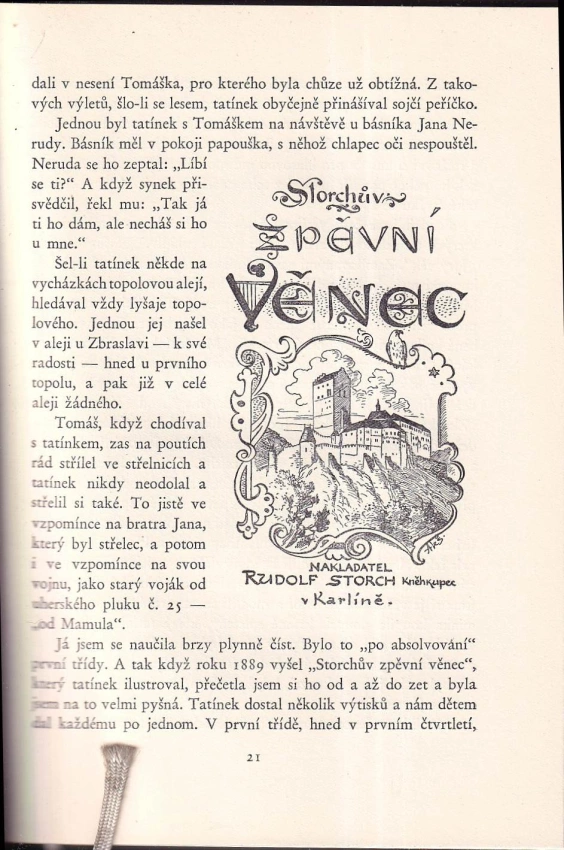 dali v nesení Tomáška, pro kterého byla chůze už obtížná. Z tako-
vých výletů, šlo-li se lesem, tatínek obyčejně přinášíval sojčí peříčko.
Jednou byl tatínek s Tomáškem na návštěvě u básníka Jana Ne-
rudy. Básník měl v pokoji papouška, s něhož chlapec oči nespouštěl.
Neruda se ho zeptal: „Líbí
se ti?“ A když synek při-
svědčil, řekl mu: „Tak já
ti ho dám, ale necháš si ho
u mne.“
Šel-li tatínek někde na
vycházkách topolovou alejí,
hledával vždy lyšaje topo-
lového. Jednou jej našel
v aleji u Zbraslavi — k své
radosti — hned u prvního
topolu, a pak již v celé
aleji žádného.
Tomáš, když chodíval
s tatínkem, zas na poutích
rád střílel ve střelnicích a
tatínek nikdy neodolal a
střelil si také. To jistě ve
vzpomínce na bratra Jana,
který byl střelec, a potom
i ve vzpomínce na svou
vojnu, jako starý voják od
uherského pluku č. 25 —
„od Mamula“.
Storchův
ZPĚVNÍ
VĚNEC
NAKLADATEL
RUDOLF STORCH Kněhkupec
v Karlíně.
Já jsem se naučila brzy plynně číst. Bylo to „po absolvování“
první třídy. A tak když roku 1889 vyšel „Storchův zpěvní věnec“,
který tatínek ilustroval, přečetla jsem si ho od a až do zet a byla
jsem na to velmi pyšná. Tatínek dostal několik výtisků a nám dětem
dal každému po jednom. V první třídě, hned v prvním čtvrtletí,
21